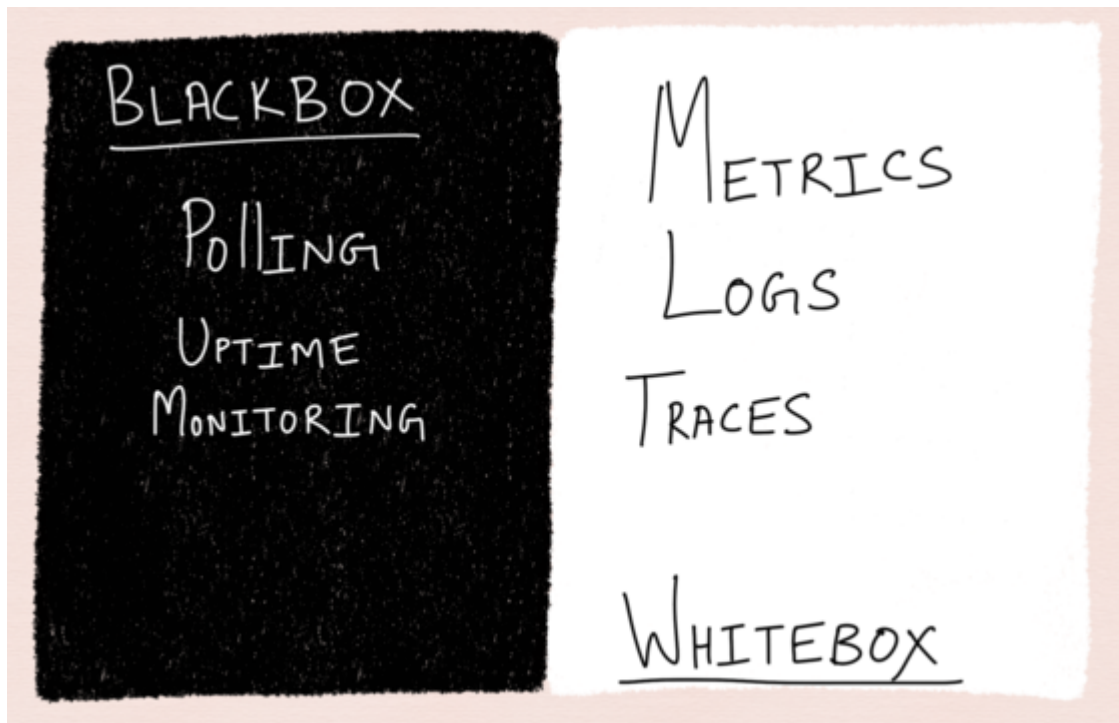 BLACKBOX
POllING
UPTIME
MONITORING
METRICS
LOGS
TRACES
WHITEBOX